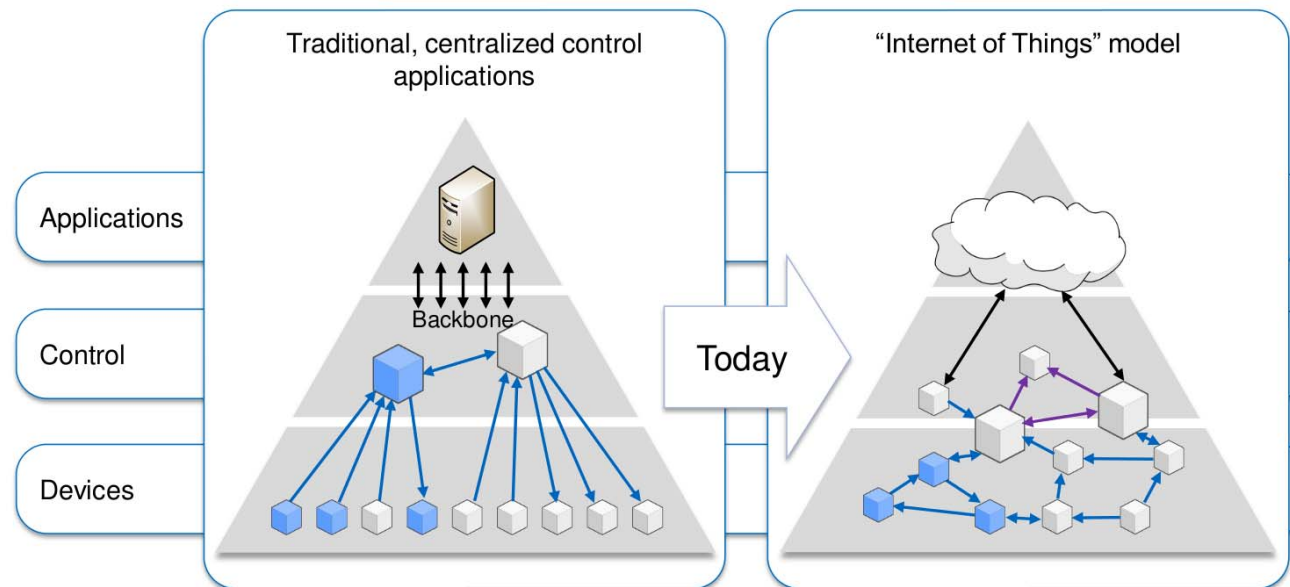 Traditional, centralized control
applications
“Internet of Things” model
Applications
Backbone
Control
Today
Devices